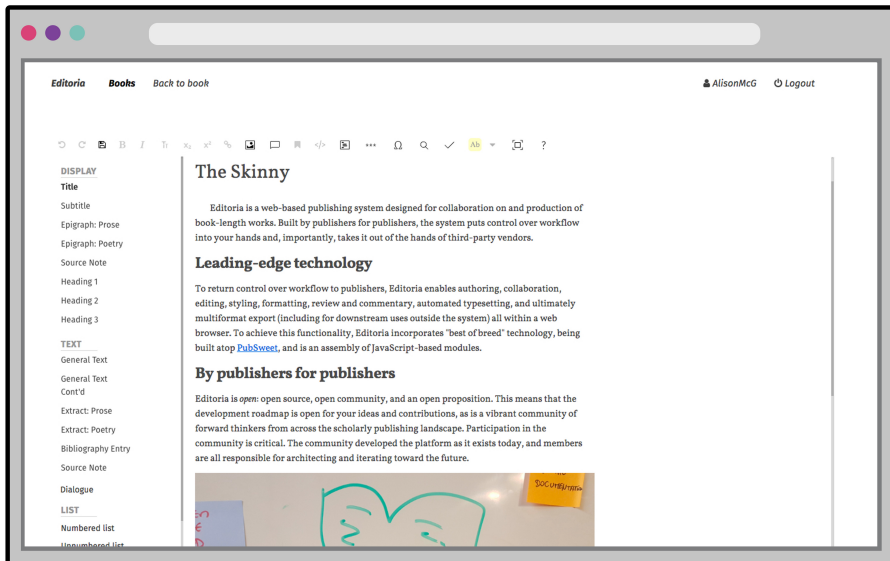 Editoria Books Back to book AlisonMcG Logout
B I Tt x₂ x² </> ... Ω Ab ?
DISPLAY
Title
Subtitle
Epigraph: Prose
Epigraph: Poetry
Source Note
Heading 1
Heading 2
Heading 3
TEXT
General Text
General Text
Cont'd
Extract: Prose
Extract: Poetry
Bibliography Entry
Source Note
Dialogue
LIST
Numbered list
Unnumbered list
The Skinny
Editoria is a web-based publishing system designed for collaboration on and production of
book-length works. Built by publishers for publishers, the system puts control over workflow
into your hands and, importantly, takes it out of the hands of third-party vendors.
Leading-edge technology
To return control over workflow to publishers, Editoria enables authoring, collaboration,
editing, styling, formatting, review and commentary, automated typesetting, and ultimately
multiformat export (including for downstream uses outside the system) all within a web
browser. To achieve this functionality, Editoria incorporates "best of breed" technology, being
built atop PubSweet, and is an assembly of JavaScript-based modules.
By publishers for publishers
Editoria is open: open source, open community, and an open proposition. This means that the
development roadmap is open for your ideas and contributions, as is a vibrant community of
forward thinkers from across the scholarly publishing landscape. Participation in the
community is critical. The community developed the platform as it exists today, and members
are all responsible for architecting and iterating toward the future.
DOCUMENTATION